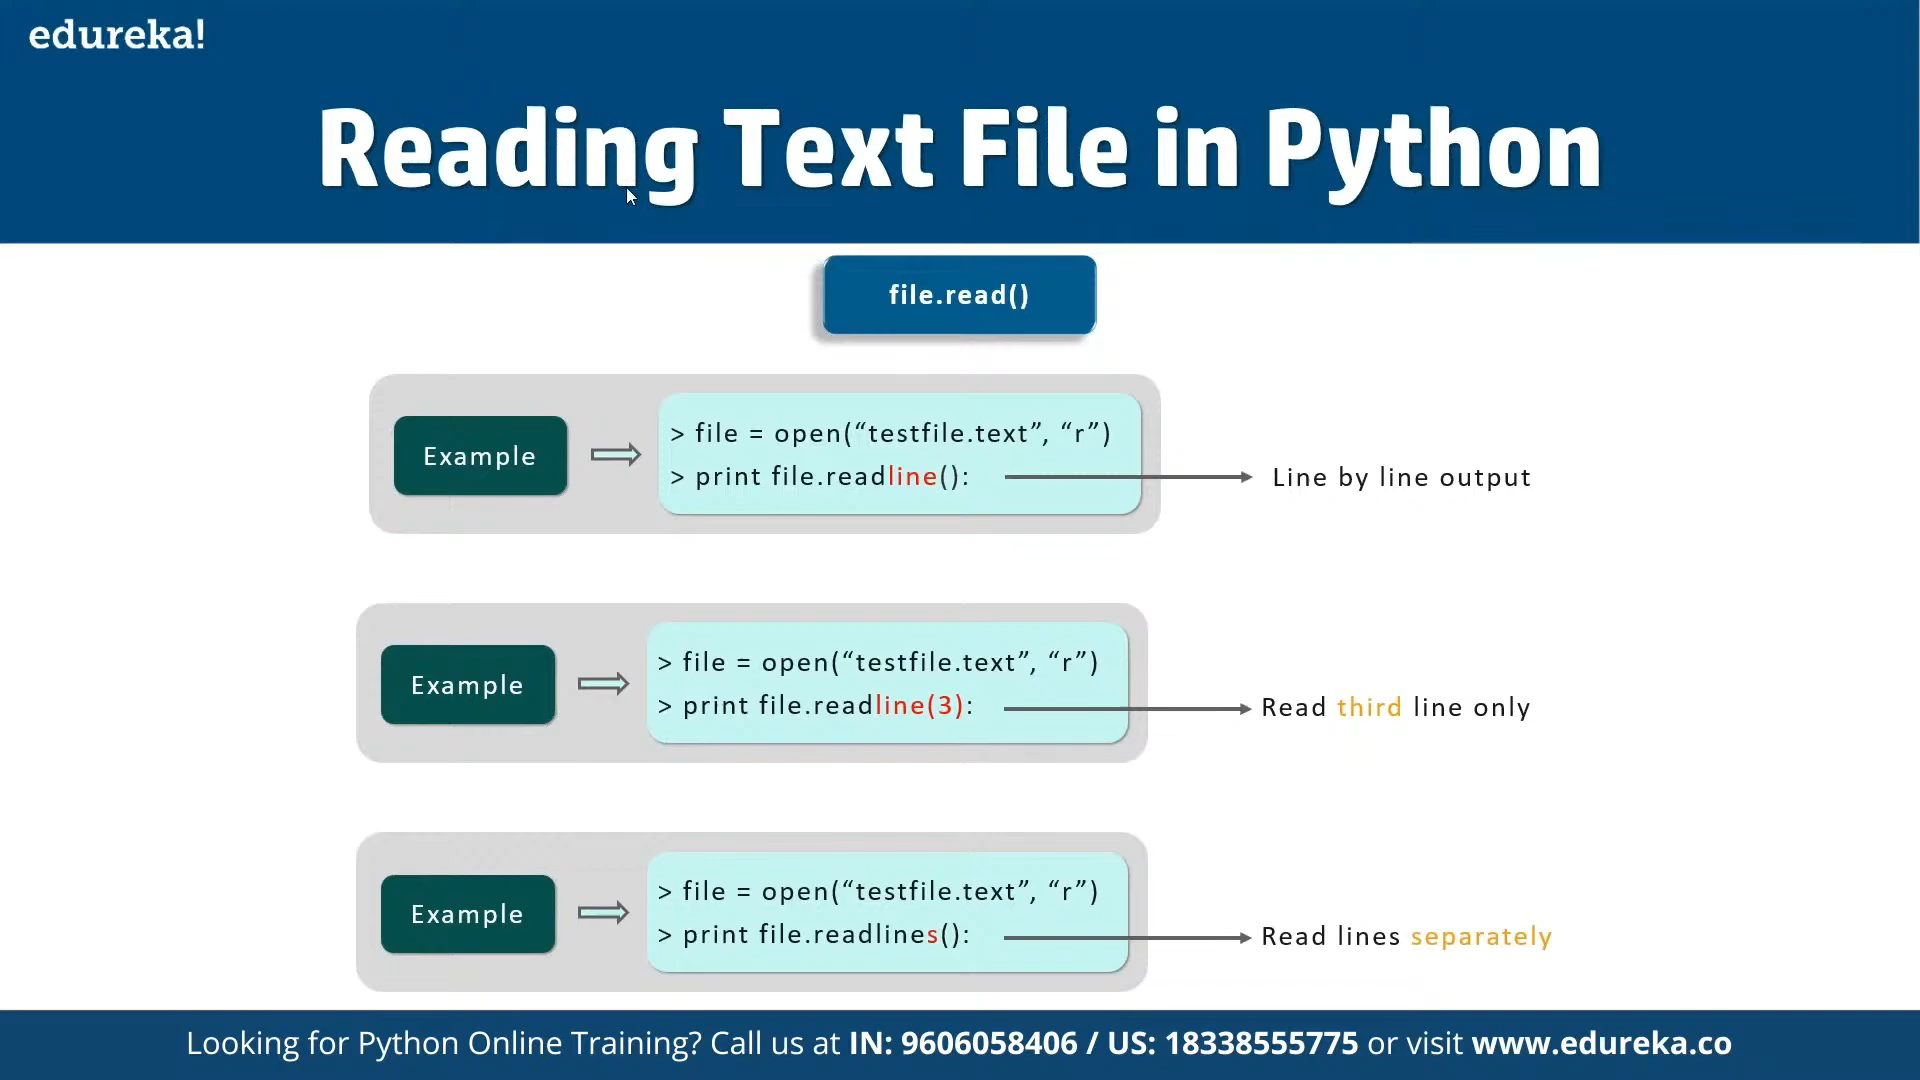 edureka!
Reading Text File in Python
file.read()
Example
> file = open(“testfile.text”, “r”)
> print file.readline():
Line by line output
Example
> file = open(“testfile.text”, “r”)
> print file.readline(3):
Read third line only
Example
> file = open(“testfile.text”, “r”)
> print file.readlines():
Read lines separately
Looking for Python Online Training? Call us at IN: 9606058406 / US: 18338555775 or visit www.edureka.co